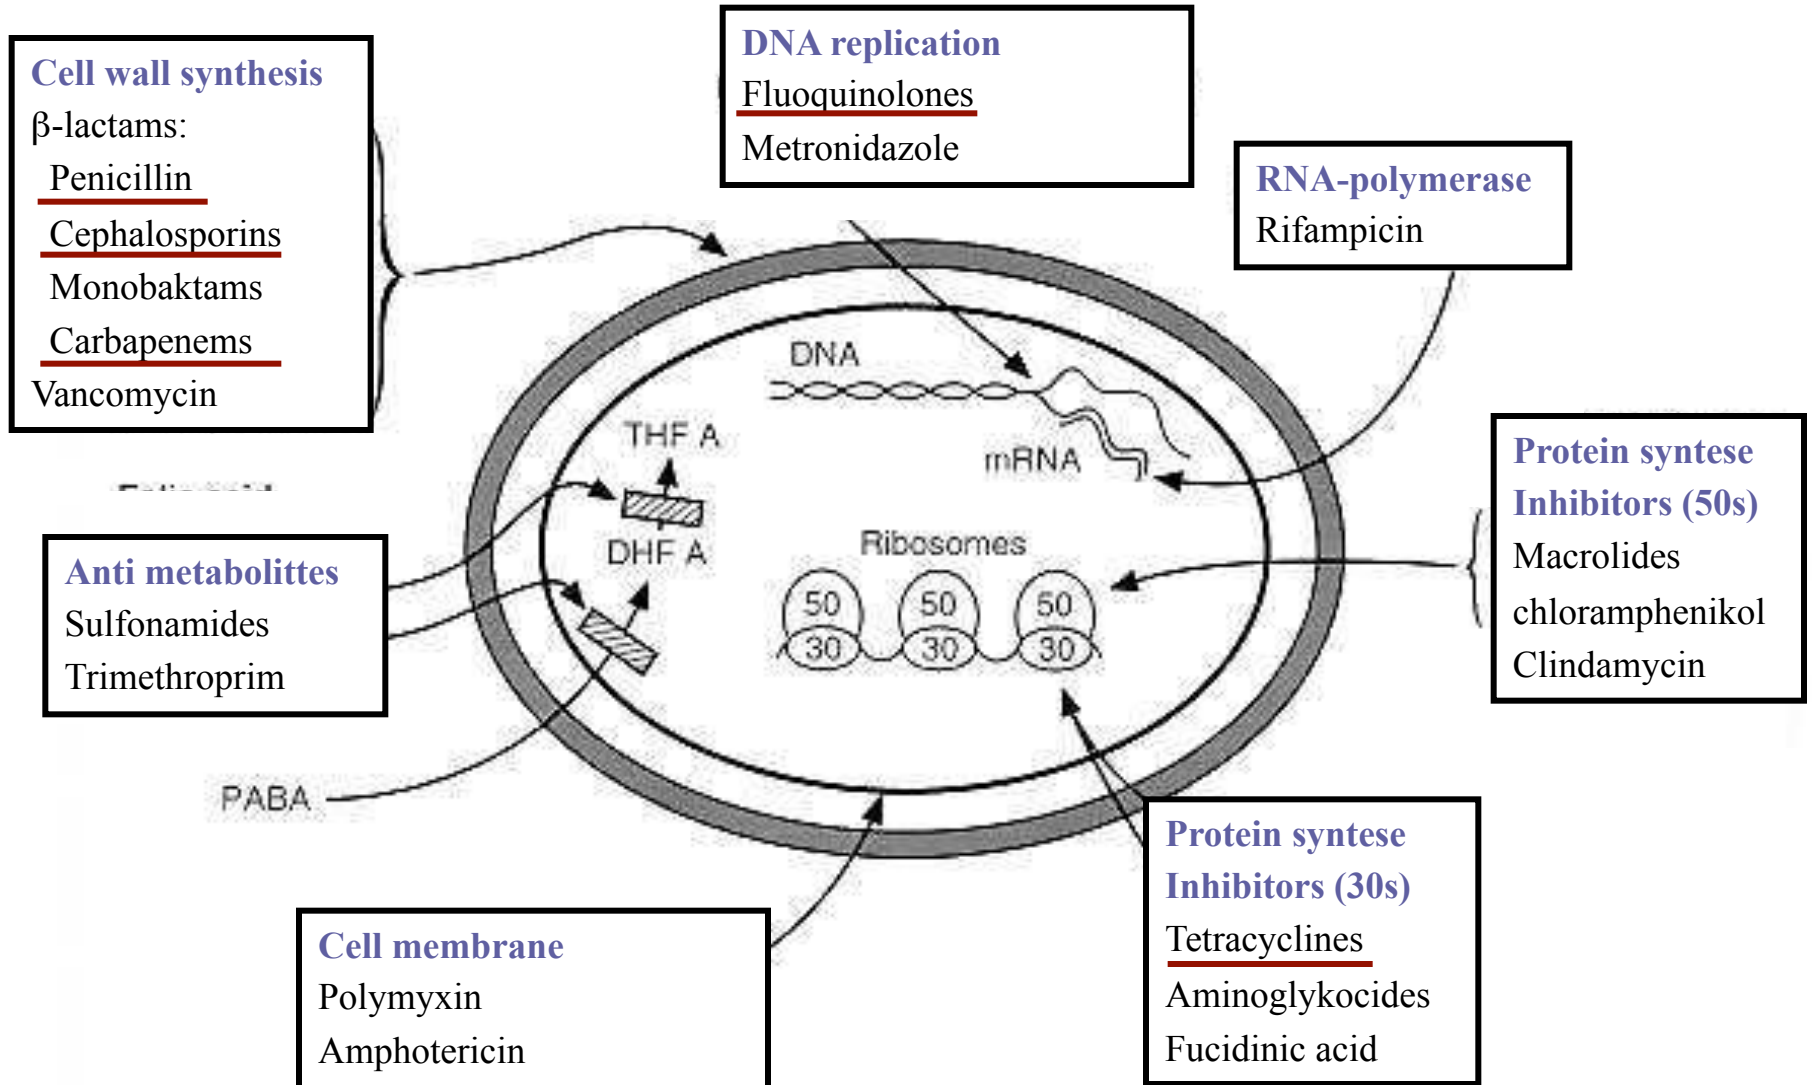 Cell wall synthesis
β-lactams:
Penicillin
Cephalosporins
Monobaktams
Carbapenems
Vancomycin
DNA replication
Fluoquinolones
Metronidazole
RNA-polymerase
Rifampicin
DNA
mRNA
THF A
DHF A
Ribosomes
50 50 50
30 30 30
Protein syntese
Inhibitors (50s)
Macrolides
chloramphenikol
Clindamycin
Anti metabolittes
Sulfonamides
Trimethroprim
PABA
Cell membrane
Polymyxin
Amphotericin
Protein syntese
Inhibitors (30s)
Tetracyclines
Aminoglykocides
Fucidinic acid